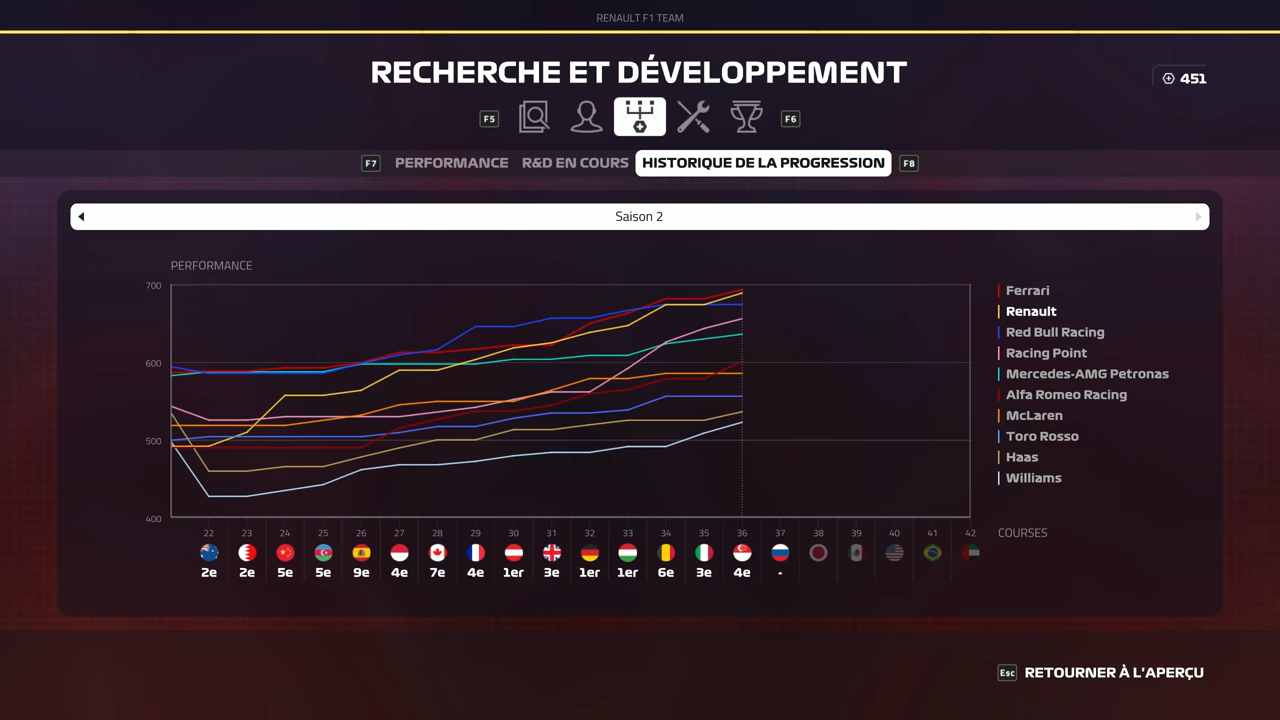 RENAULT F1 TEAM
RECHERCHE ET DÉVELOPPEMENT
451
F5 F6
F7 PERFORMANCE R&D EN COURS HISTORIQUE DE LA PROGRESSION F8
Saison 2
PERFORMANCE
700
600
500
400
Ferrari
Renault
Red Bull Racing
Racing Point
Mercedes-AMG Petronas
Alfa Romeo Racing
McLaren
Toro Rosso
Haas
Williams
22 23 24 25 26 27 28 29 30 31 32 33 34 35 36 37 38 39 40 41 42 COURSES
2e 2e 5e 5e 9e 4e 7e 4e 1er 3e 1er 1er 6e 3e 4e -
Esc RETOURNER À L'APERÇU